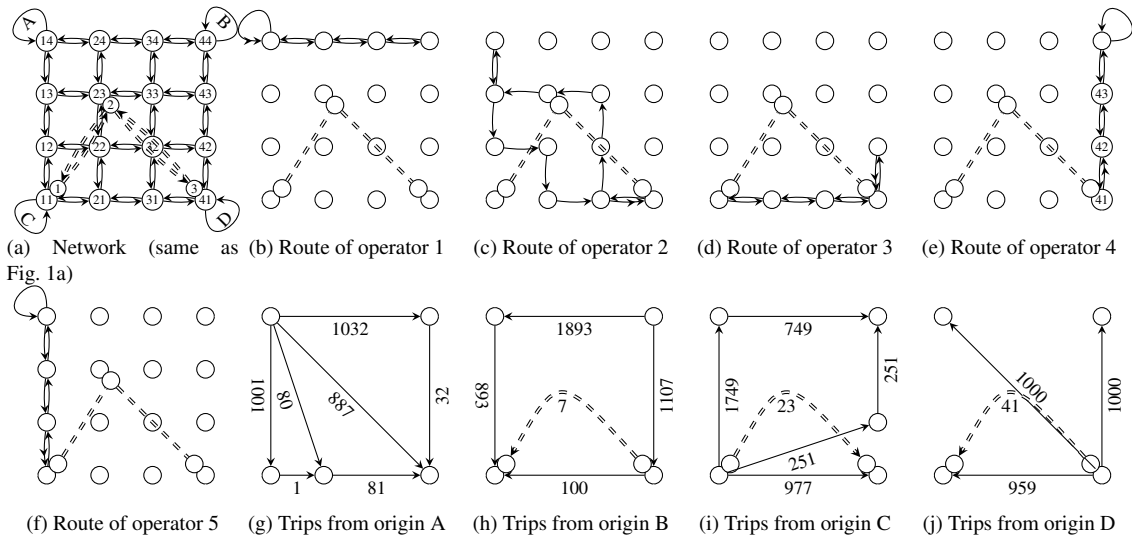 A
B
14 24 34 44
13 23 33 43
2
12 22 32 42
1 3
11 21 31 41
C
D
43
42
41
(a) Network (same as
Fig. 1a)
(b) Route of operator 1
(c) Route of operator 2
(d) Route of operator 3
(e) Route of operator 4
1032
1001
80
887
32
1
81
1893
893
7
1107
100
749
1749
23
251
251
977
1000
41
1000
959
(f) Route of operator 5
(g) Trips from origin A
(h) Trips from origin B
(i) Trips from origin C
(j) Trips from origin D